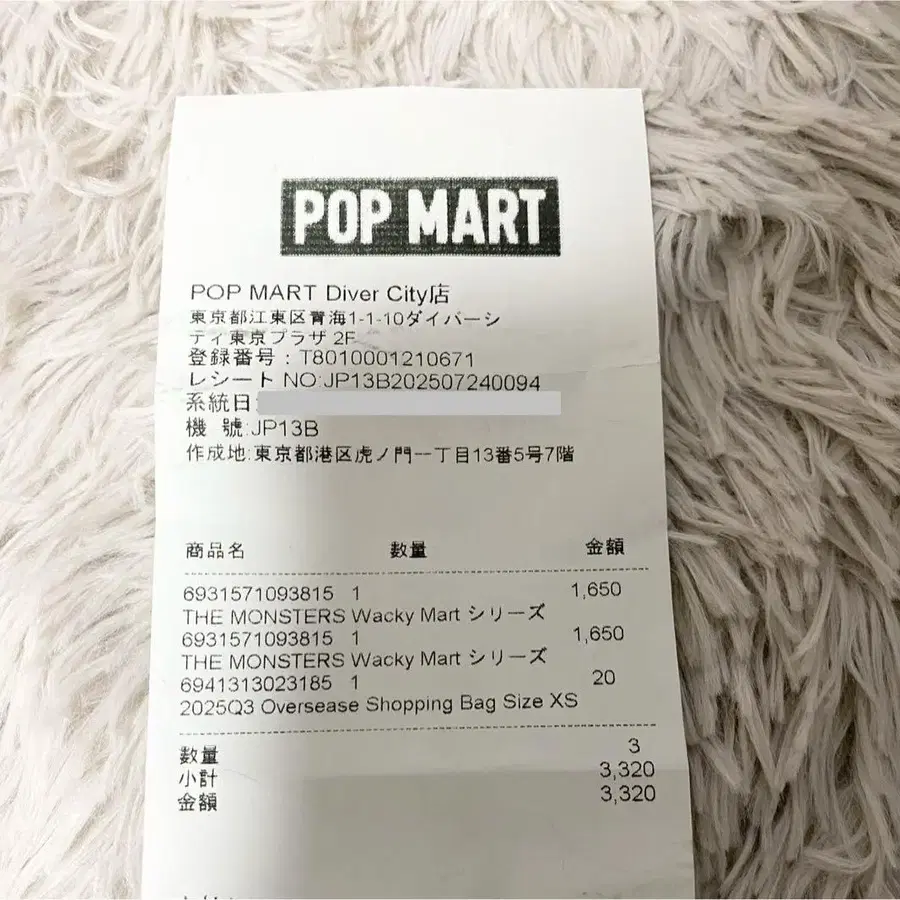 POP MART
POP MART Diver City店
東京都江東区青海1-1-10ダイバーシ
ティ東京プラザ 2F
登録番号：T8010001210671
レシート NO:JP13B202507240094
系統日:
機 號:JP13B
作成地:東京都港区虎ノ門一丁目13番5号7階
商品名 数量 金額
6931571093815 1 1,650
THE MONSTERS Wacky Mart シリーズ
6931571093815 1 1,650
THE MONSTERS Wacky Mart シリーズ
6941313023185 1 20
2025Q3 Oversease Shopping Bag Size XS
数量 3
小計 3,320
金額 3,320